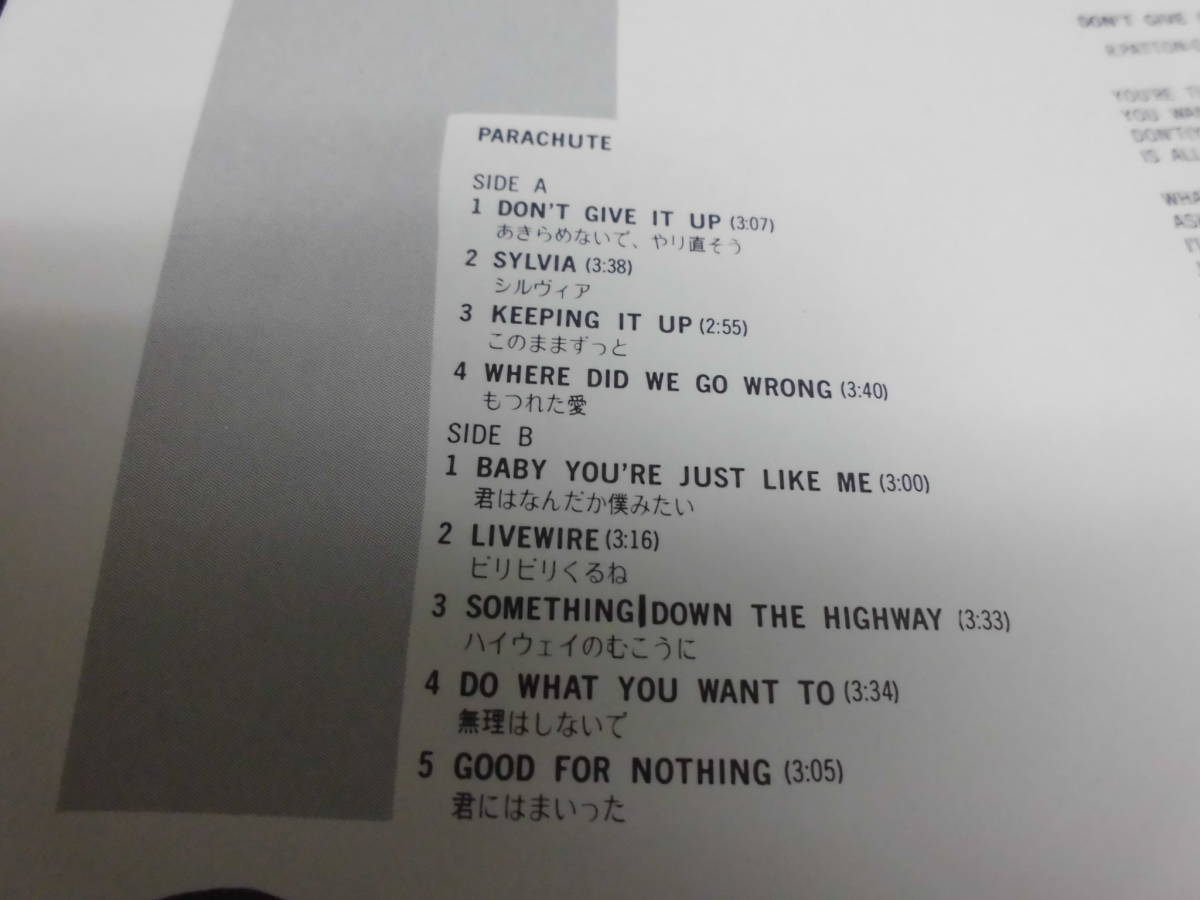 PARACHUTE
SIDE A
1 DON'T GIVE IT UP (3:07)
あきらめないで、やり直そう
2 SYLVIA (3:38)
シルヴィア
3 KEEPING IT UP (2:55)
このままずっと
4 WHERE DID WE GO WRONG (3:40)
もつれた愛
SIDE B
1 BABY YOU'RE JUST LIKE ME (3:00)
君はなんだか僕みたい
2 LIVEWIRE (3:16)
ビリビリくるね
3 SOMETHING|DOWN THE HIGHWAY (3:33)
ハイウェイのむこうに
4 DO WHAT YOU WANT TO (3:34)
無理はしないで
5 GOOD FOR NOTHING (3:05)
君にはまいった
DON'T GIVE
R.PATTON
YOU'RE
YOU
IS ALL